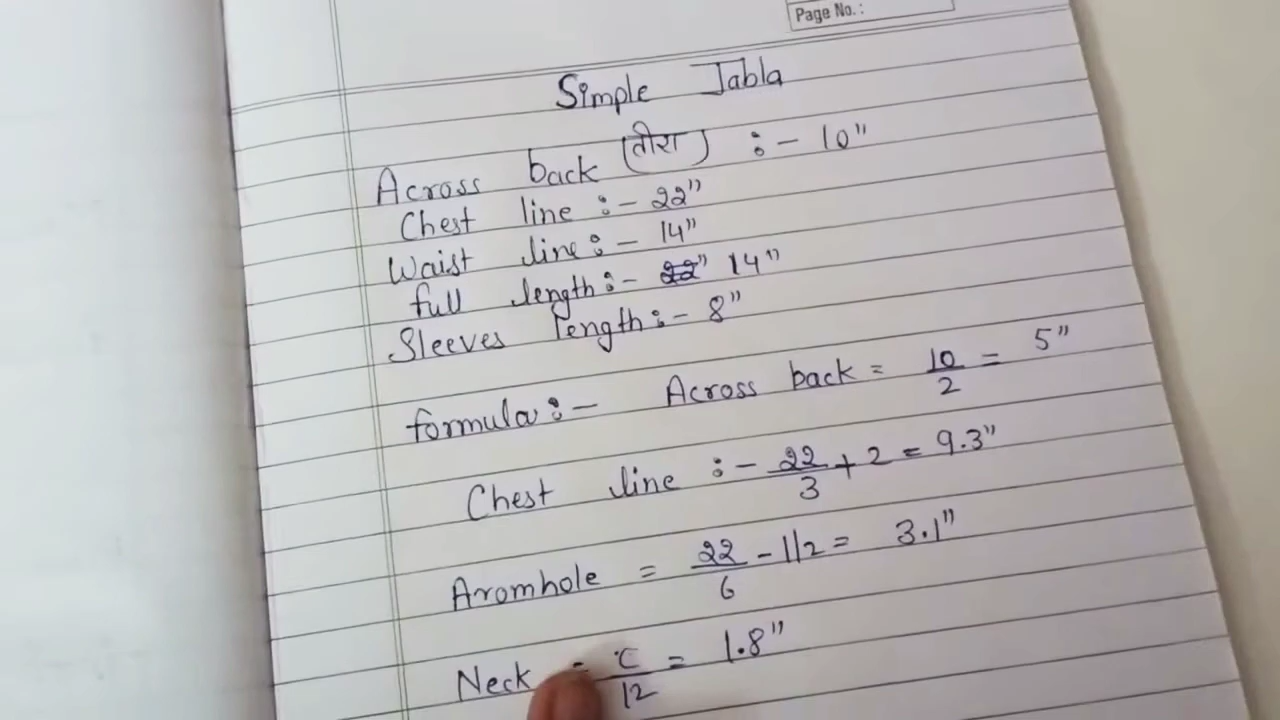 Page No.:
Simple Jabla
Across back (तीरा) :- 10"
Chest line :- 22"
Waist line :- 14"
full length :- 22" 14"
Sleeves length :- 8"
formula :- Across back = 10/2 = 5"
Chest line :- 22/3 + 2 = 9.3"
Aromhole = 22/6 - 1/2 = 3.1"
Neck = C/12 = 1.8"